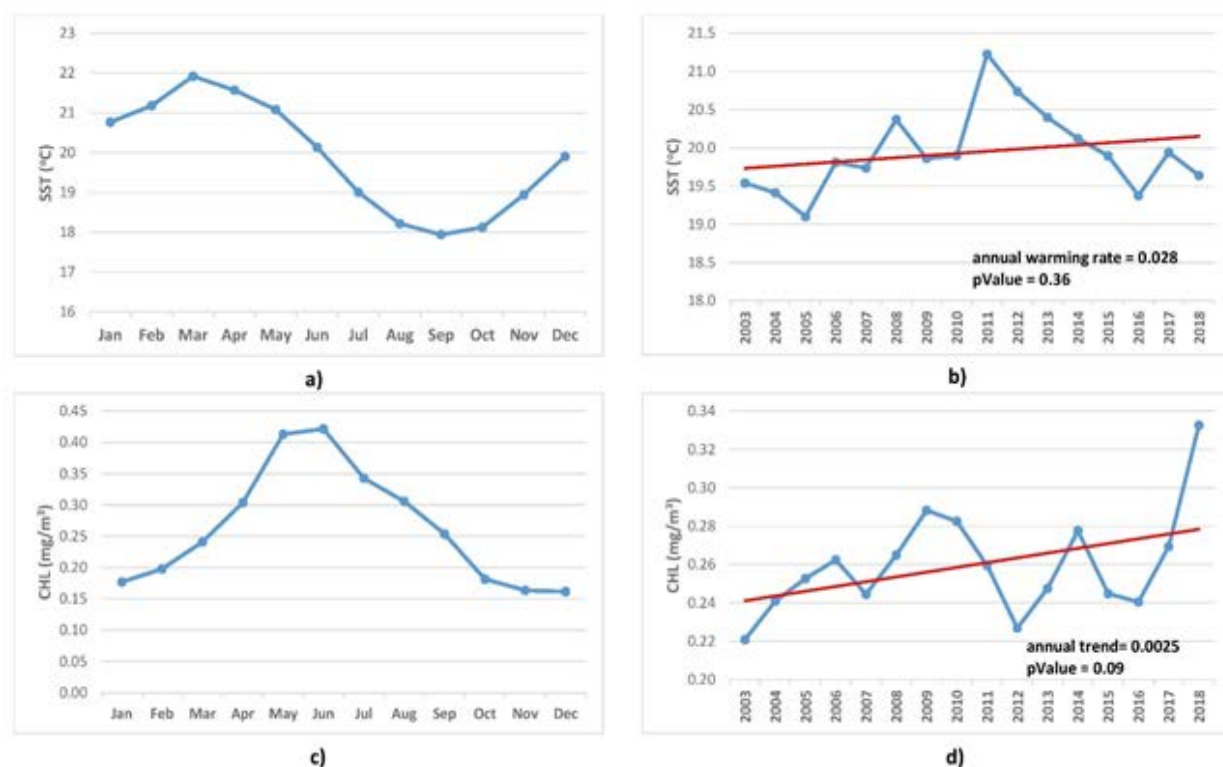 23
22
21
20
19
18
17
16
SST (°C)
Jan Feb Mar Apr May Jun Jul Aug Sep Oct Nov Dec
a)
21.5
21.0
20.5
20.0
19.5
19.0
18.5
18.0
SST (°C)
annual warming rate = 0.028
pValue = 0.36
2003 2004 2005 2006 2007 2008 2009 2010 2011 2012 2013 2014 2015 2016 2017 2018
b)
0.45
0.40
0.35
0.30
0.25
0.20
0.15
0.10
0.05
0.00
CHL (mg/m³)
Jan Feb Mar Apr May Jun Jul Aug Sep Oct Nov Dec
c)
0.34
0.32
0.30
0.28
0.26
0.24
0.22
0.20
CHL (mg/m³)
annual trend= 0.0025
pValue = 0.09
2003 2004 2005 2006 2007 2008 2009 2010 2011 2012 2013 2014 2015 2016 2017 2018
d)